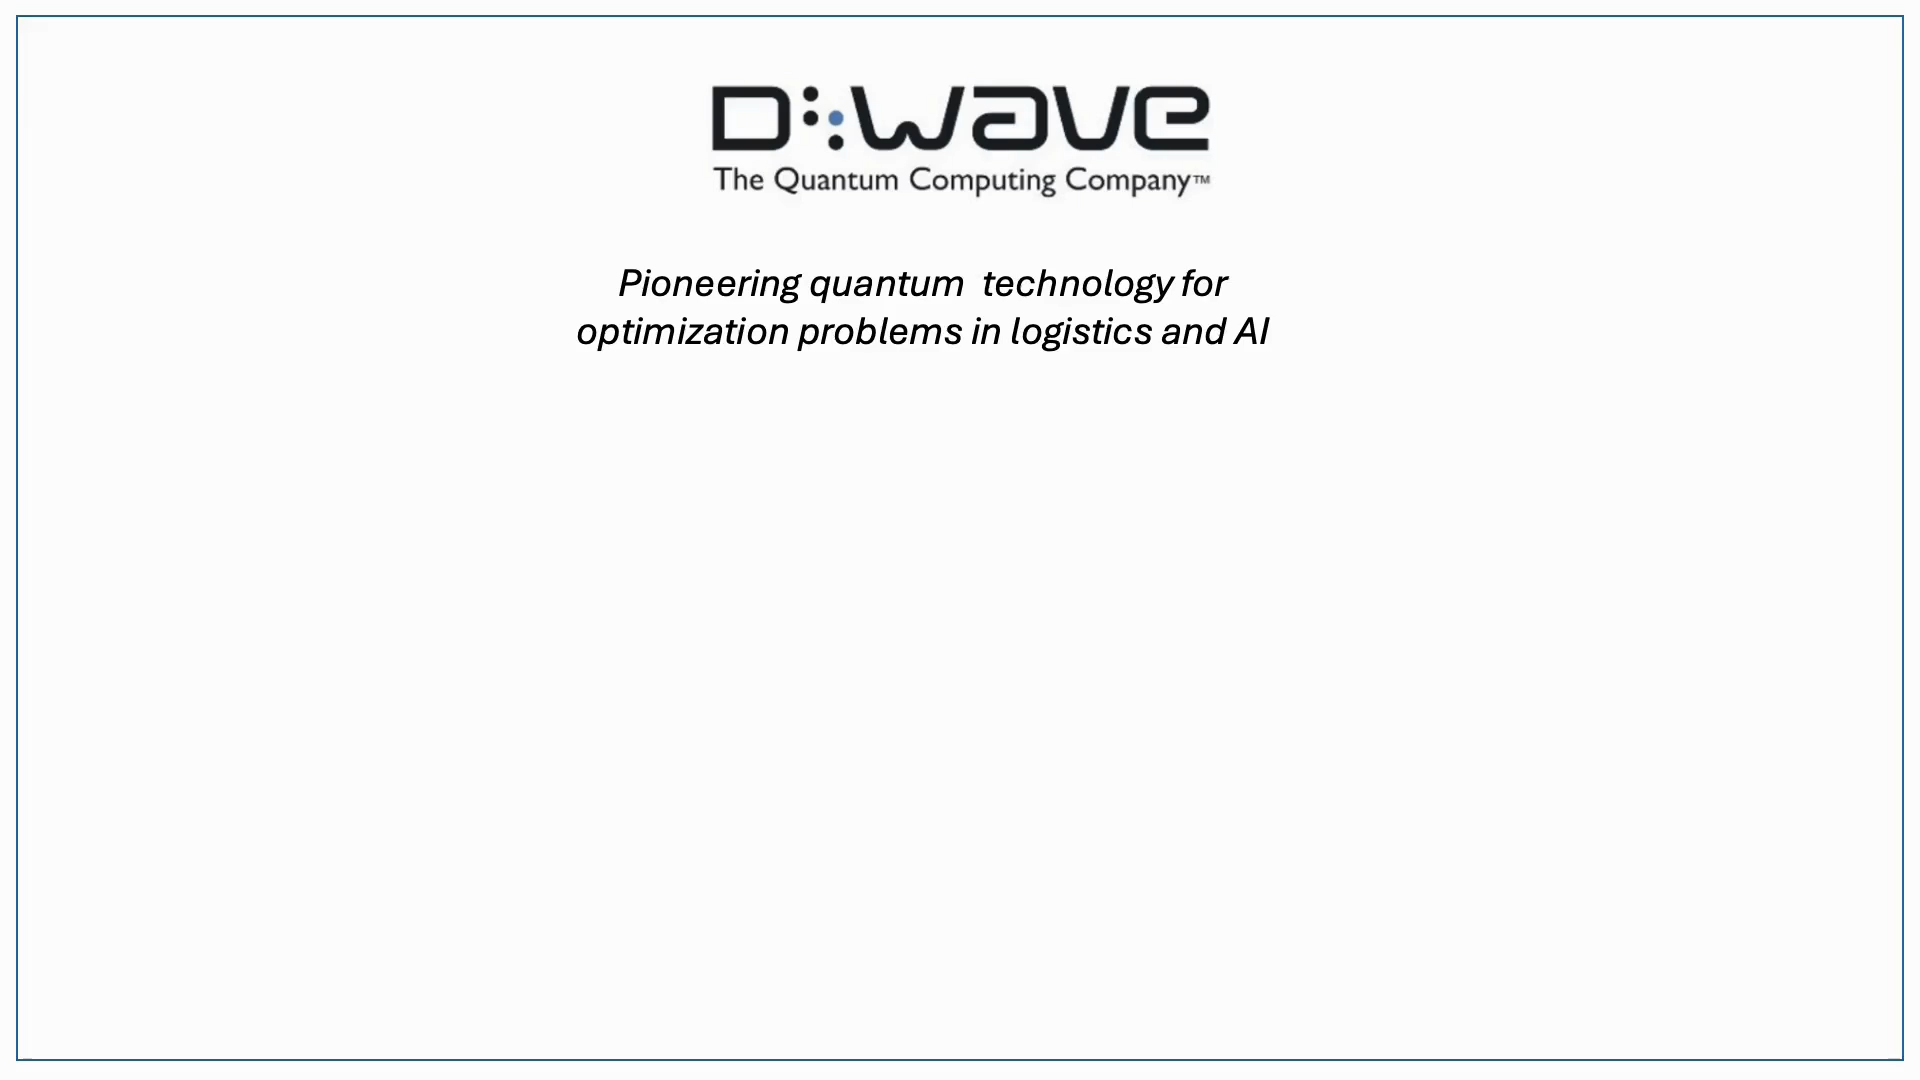 D:wave
The Quantum Computing Company™
Pioneering quantum  technology for
optimization problems in logistics and AI